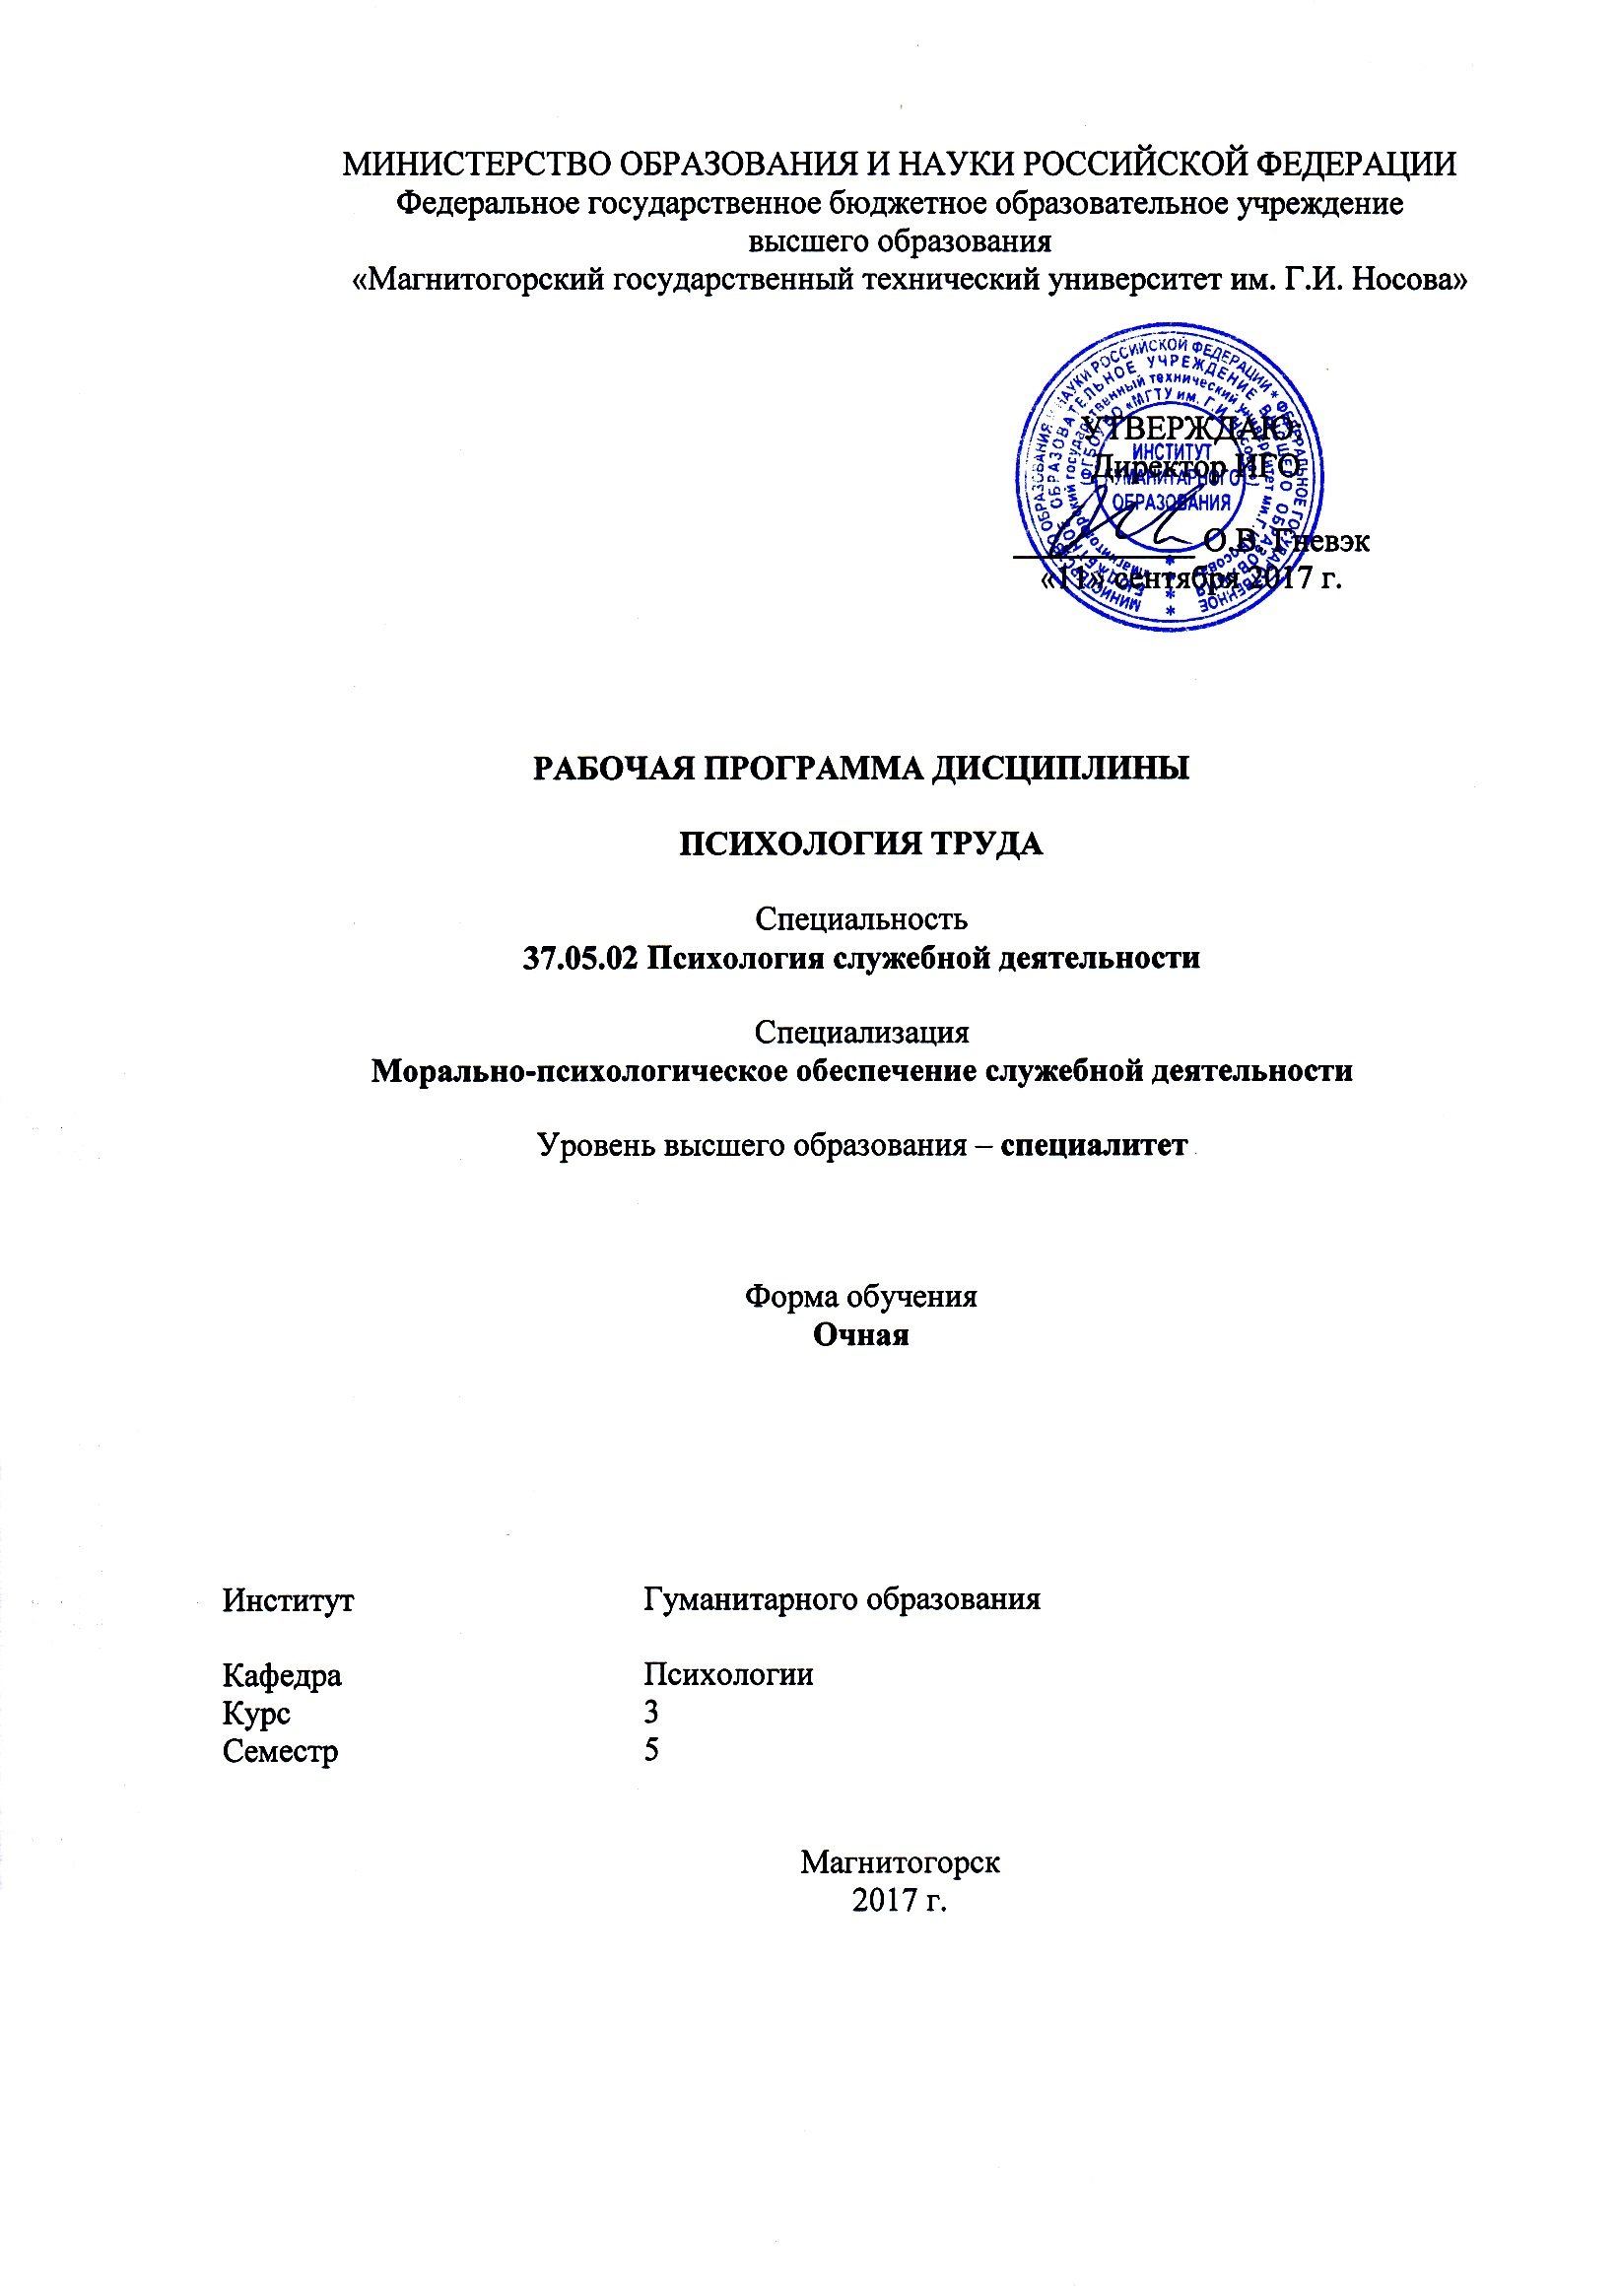 МИНИСТЕРСТВО ОБРАЗОВАНИЯ И НАУКИ РОССИЙСКОЙ ФЕДЕРАЦИИ
Федеральное государственное бюджетное образовательное учреждение
высшего образования
«Магнитогорский государственный технический университет им. Г.И. Носова»
УТВЕРЖДАЮ:
Директор ИГО
О.В. Гневэк
«11» сентября 2017 г.
ИНСТИТУТ
ГУМАНИТАРНОГО
ОБРАЗОВАНИЯ
РАБОЧАЯ ПРОГРАММА ДИСЦИПЛИНЫ
ПСИХОЛОГИЯ ТРУДА
Специальность
37.05.02 Психология служебной деятельности
Специализация
Морально-психологическое обеспечение служебной деятельности
Уровень высшего образования – специалитет
Форма обучения
Очная
Институт Гуманитарного образования
Кафедра Психологии
Курс 3
Семестр 5
Магнитогорск
2017 г.